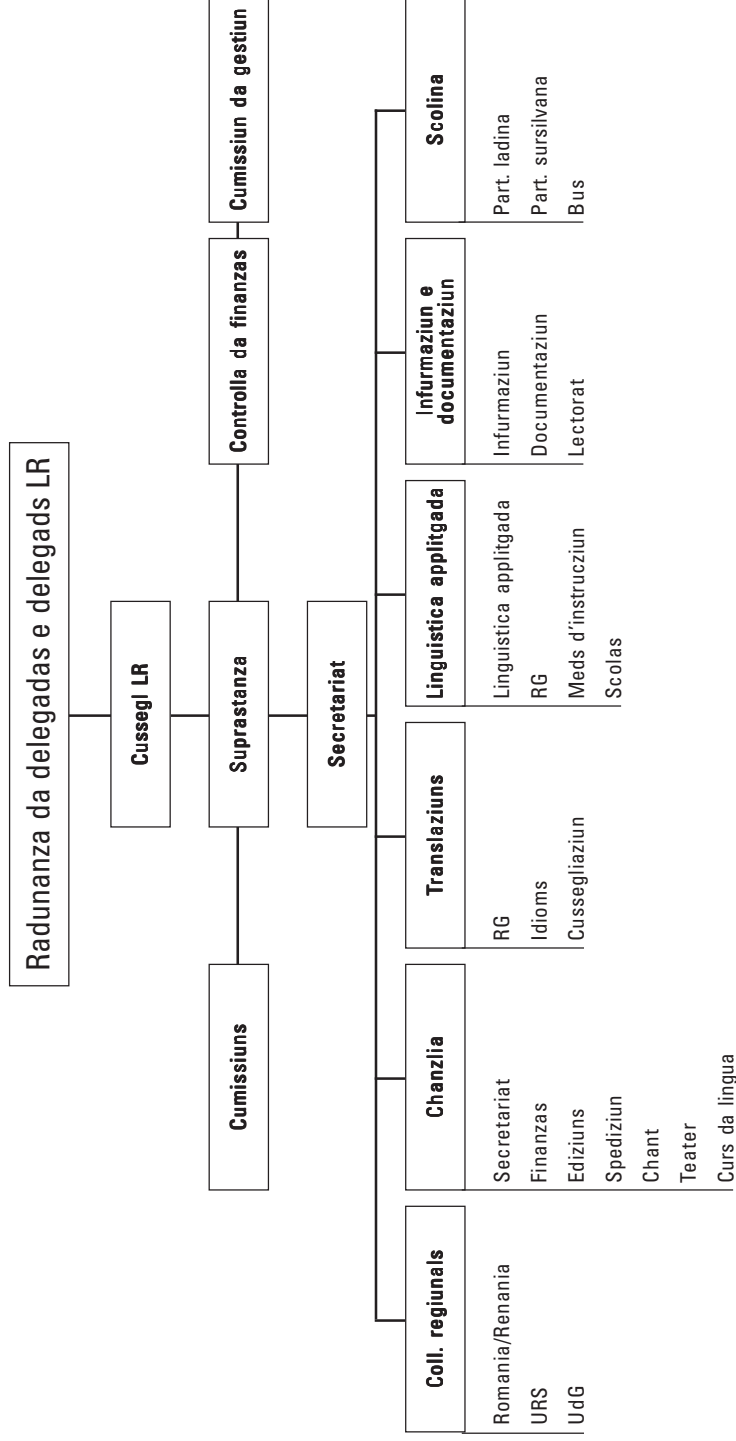 Radunanza da delegadas e delegads LR
Cussegl LR
Cumissiuns
Suprastanza
Controlla da finanzas
Cumissiun da gestiun
Secretariat
Coll. regiunals
Romania/Renania
URS
UdG
Chanzlia
Secretariat
Finanzas
Ediziuns
Spediziun
Chant
Teater
Curs da lingua
Translaziuns
RG
Idioms
Cussegliaziun
Linguistica applitgada
Linguistica applitgada
RG
Meds d'instrucziun
Scolas
Infurmaziun e
documentaziun
Infurmaziun
Documentaziun
Lectorat
Scolina
Part. ladina
Part. sursilvana
Bus